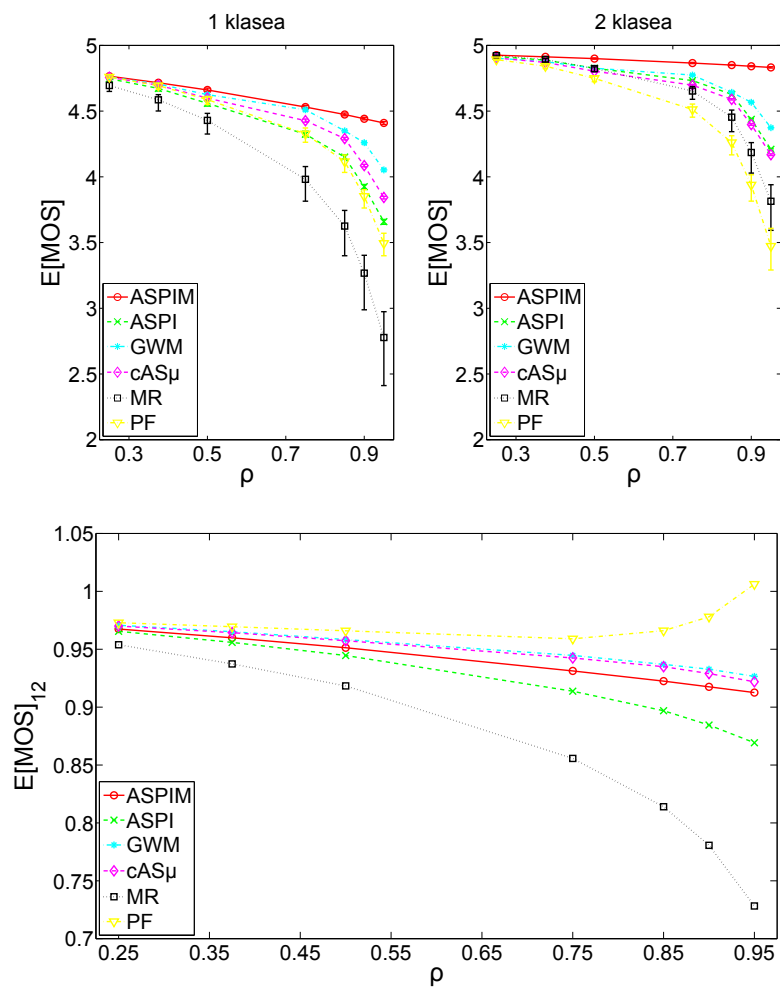 1 klasea
2 klasea
5
4.5
4
3.5
3
2.5
2
E[MOS]
ASPIM
ASPI
GWM
cASμ
MR
PF
0.3
0.5
0.7
0.9
ρ
5
4.5
4
3.5
3
2.5
2
E[MOS]
ASPIM
ASPI
GWM
cASμ
MR
PF
0.3
0.5
0.7
0.9
ρ
1.05
1
0.95
0.9
0.85
0.8
0.75
0.7
E[MOS]12
ASPIM
ASPI
GWM
cASμ
MR
PF
0.25
0.35
0.45
0.55
0.65
0.75
0.85
0.95
ρ